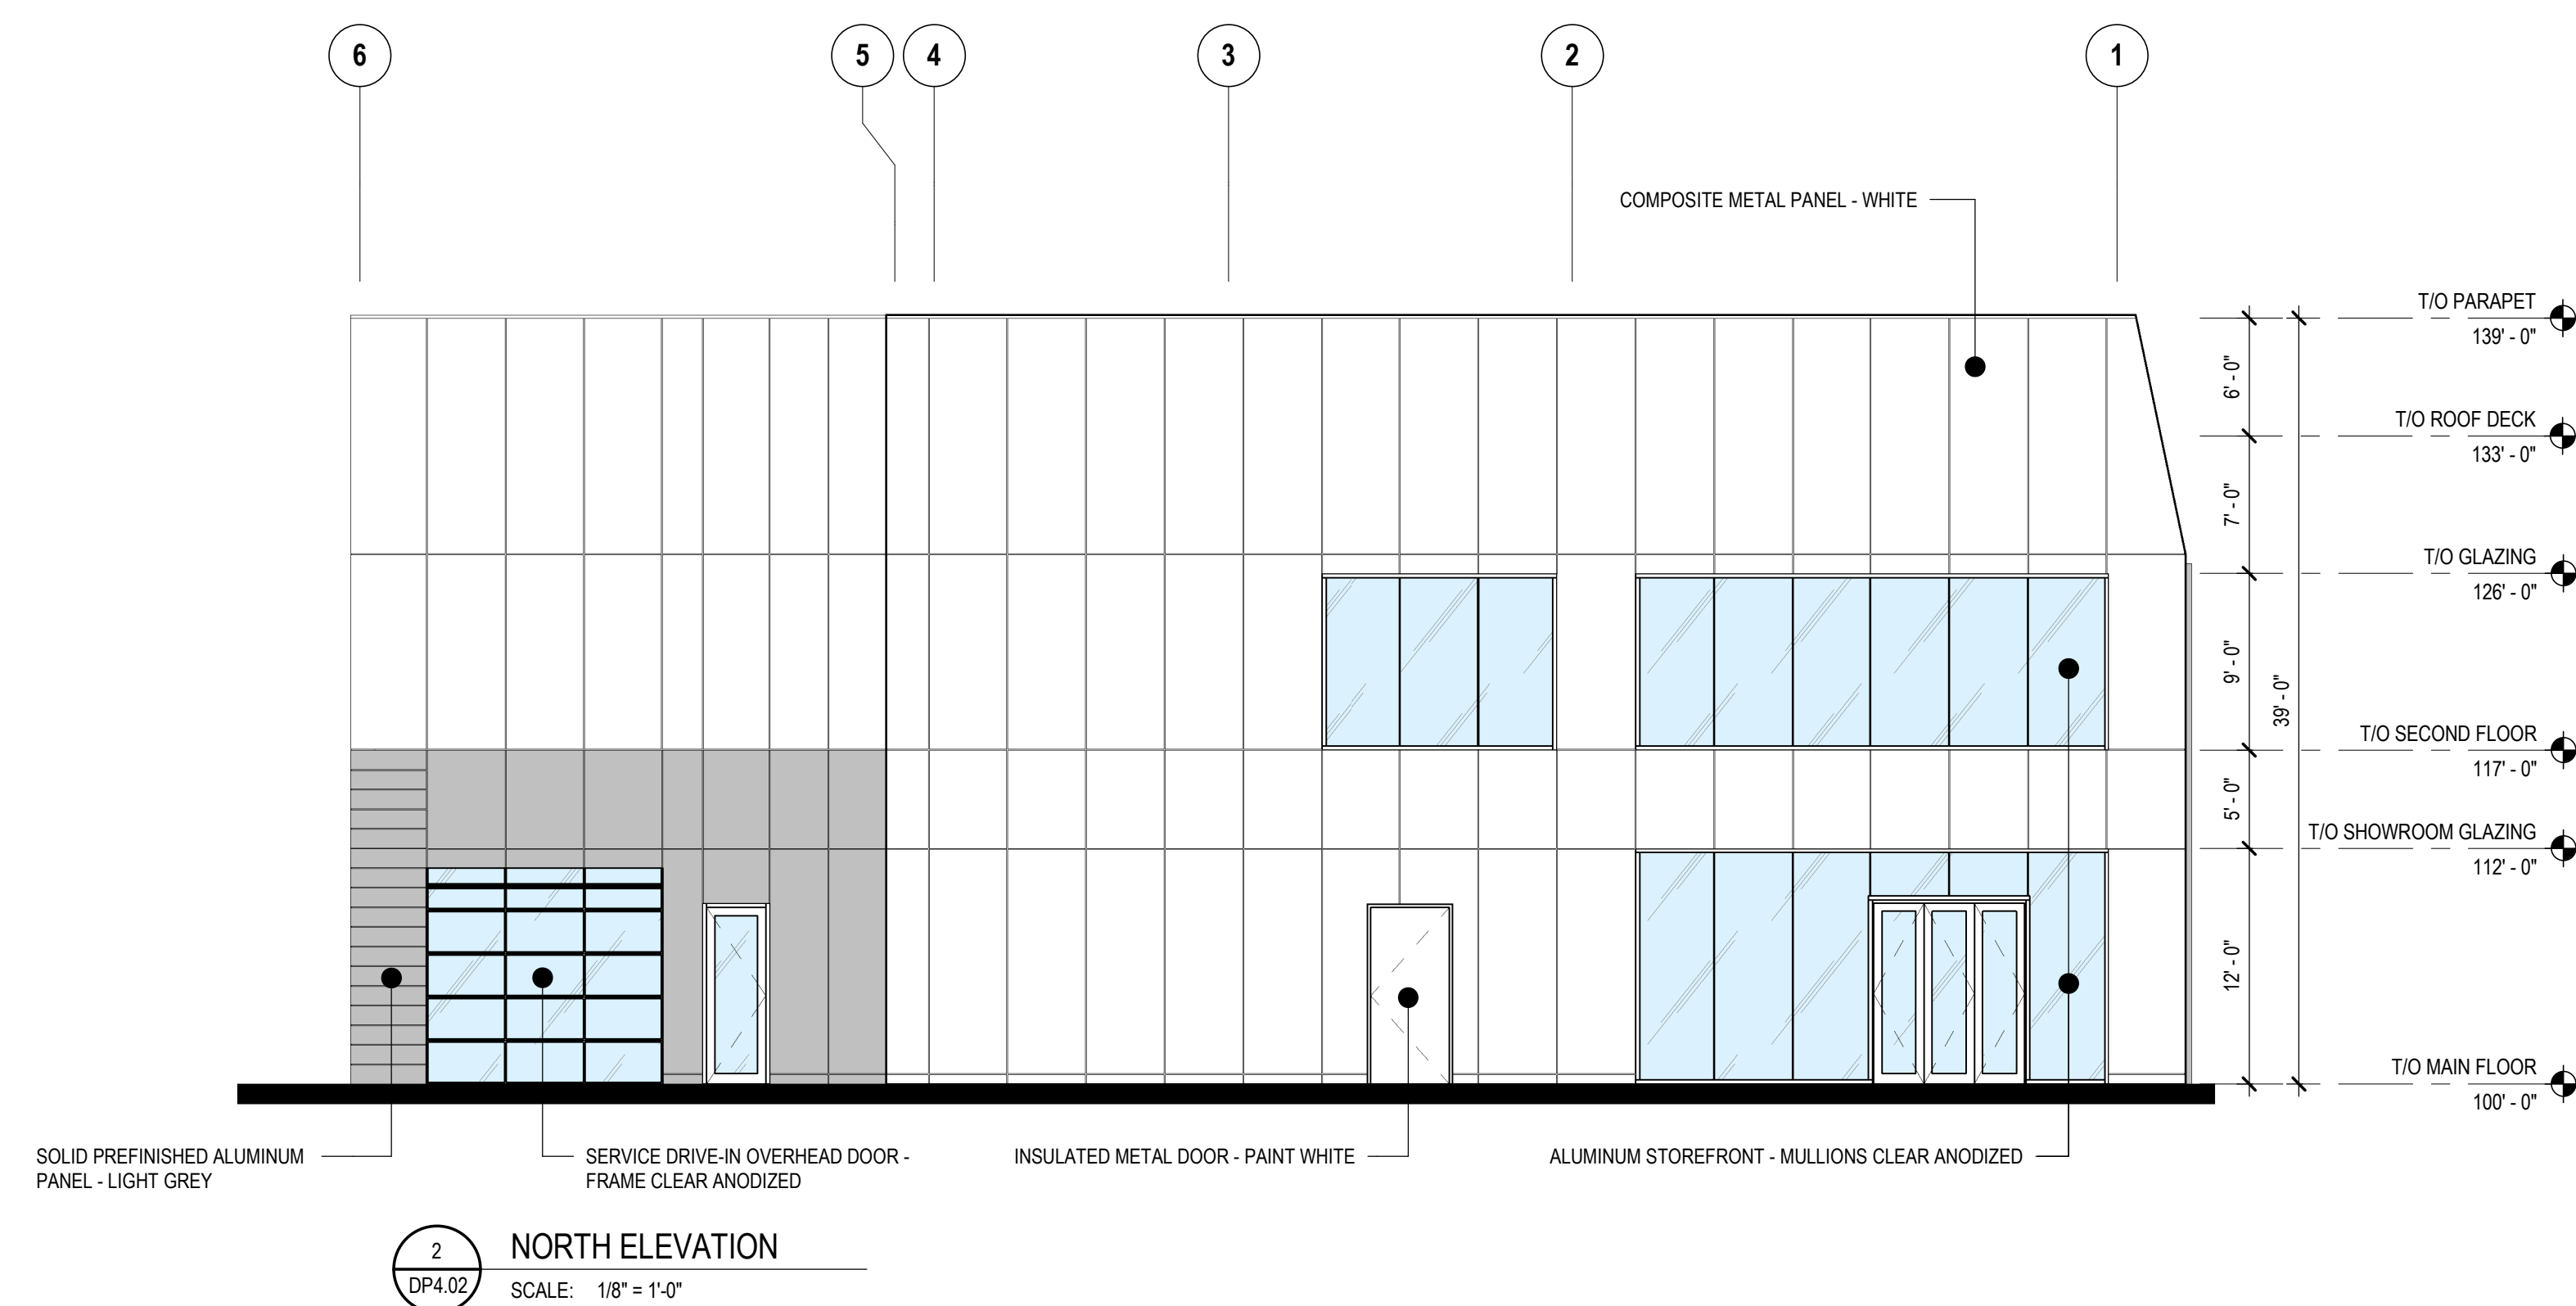 6
5
4
3
2
1
COMPOSITE METAL PANEL - WHITE
T/O PARAPET
139' - 0"
6' - 0"
T/O ROOF DECK
133' - 0"
7' - 0"
T/O GLAZING
126' - 0"
9' - 0"
39' - 0"
T/O SECOND FLOOR
117' - 0"
5' - 0"
T/O SHOWROOM GLAZING
112' - 0"
12' - 0"
T/O MAIN FLOOR
100' - 0"
SOLID PREFINISHED ALUMINUM
PANEL - LIGHT GREY
SERVICE DRIVE-IN OVERHEAD DOOR -
FRAME CLEAR ANODIZED
INSULATED METAL DOOR - PAINT WHITE
ALUMINUM STOREFRONT - MULLIONS CLEAR ANODIZED
2
DP4.02
NORTH ELEVATION
SCALE: 1/8" = 1'-0"